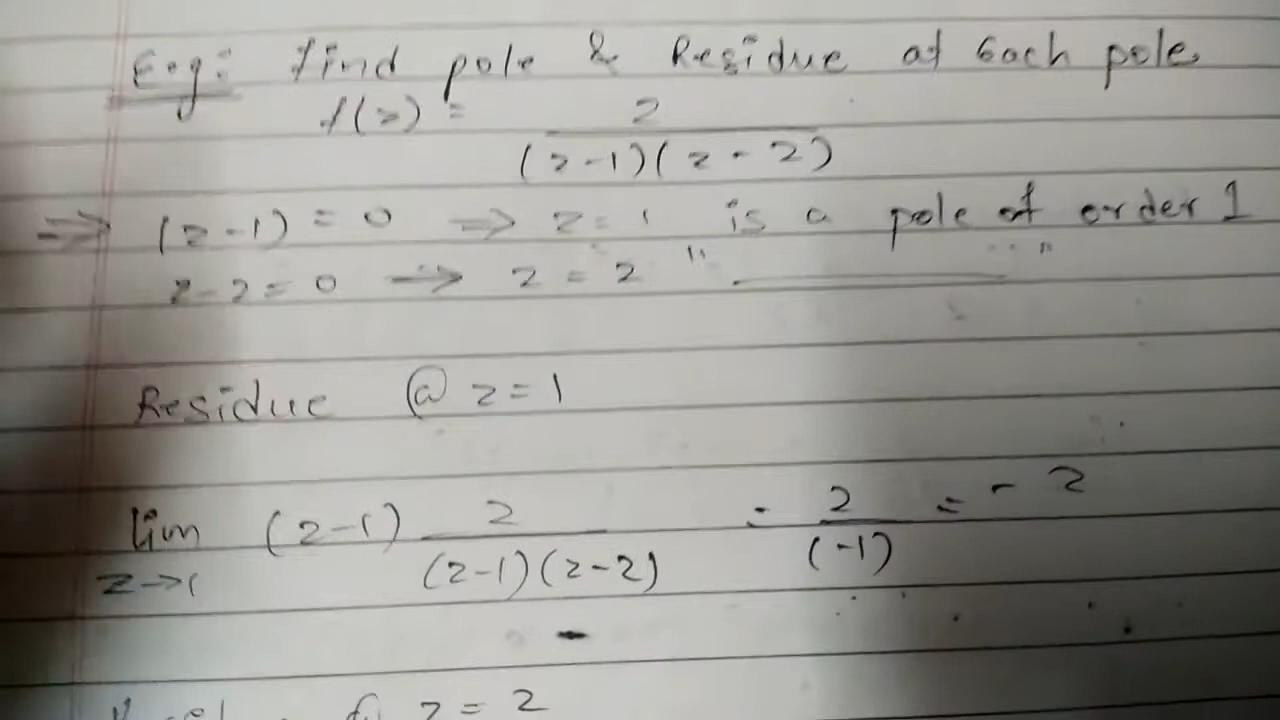 E.g: find pole & Residue at Each pole.
f(z) = 2 / (z-1)(z-2)
⇒ (z-1) = 0 ⇒ z = 1 is a pole of order 1
z-2 = 0 → z = 2 " ———— "
Residue @ z = 1
lim z→1 (z-1) 2 / (z-1)(z-2) = 2 / (-1) = -2
@ z = 2